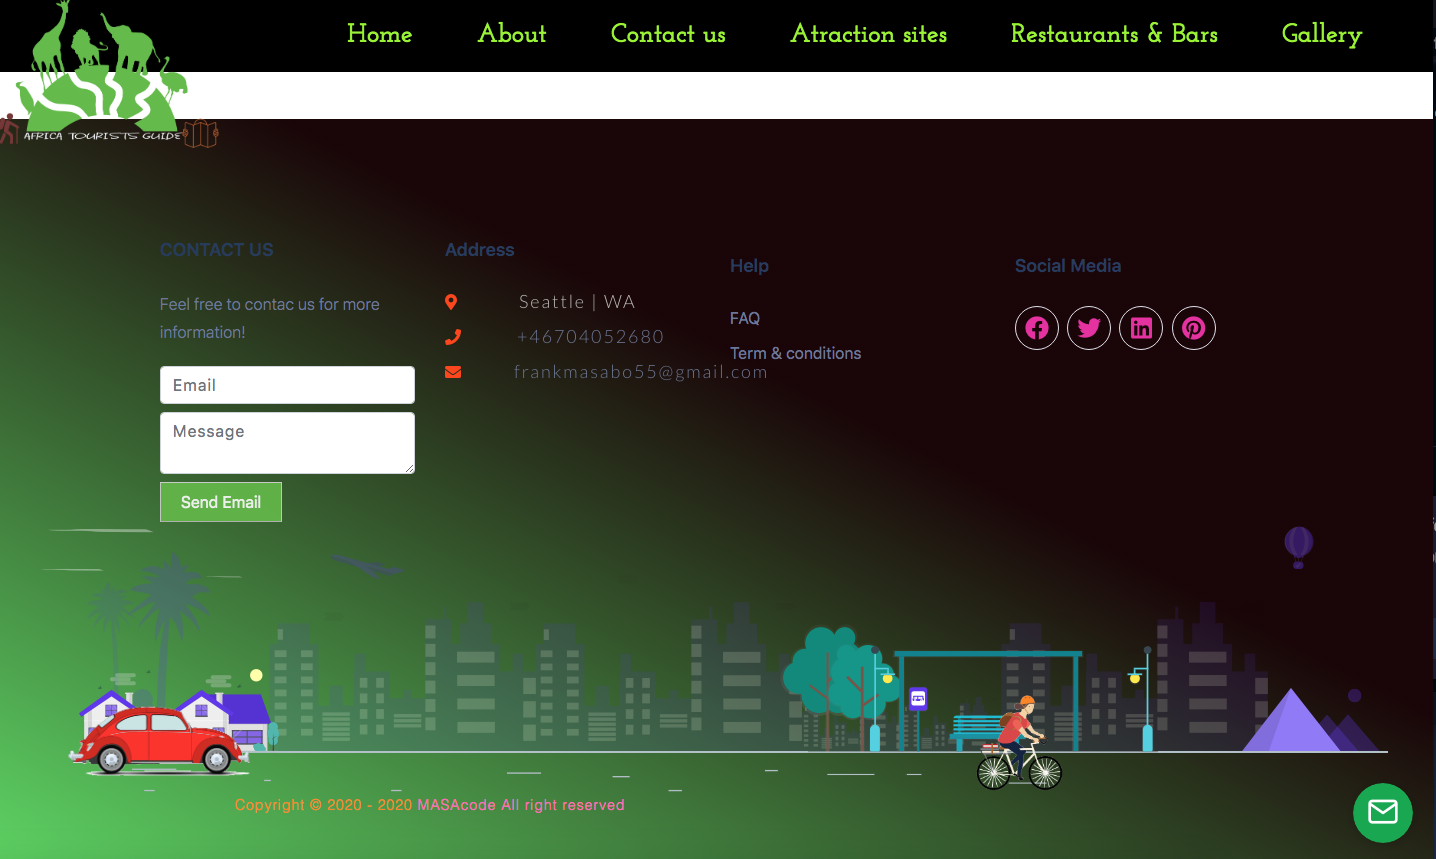 Home About Contact us Atraction sites Restaurants & Bars Gallery
AFRICA TOURISTS GUIDE
CONTACT US
Feel free to contac us for more
information!
Email
Message
Send Email
Address
Seattle | WA
+46704052680
frankmasabo55@gmail.com
Help
FAQ
Term & conditions
Social Media
Copyright © 2020 - 2020 MASAcode All right reserved